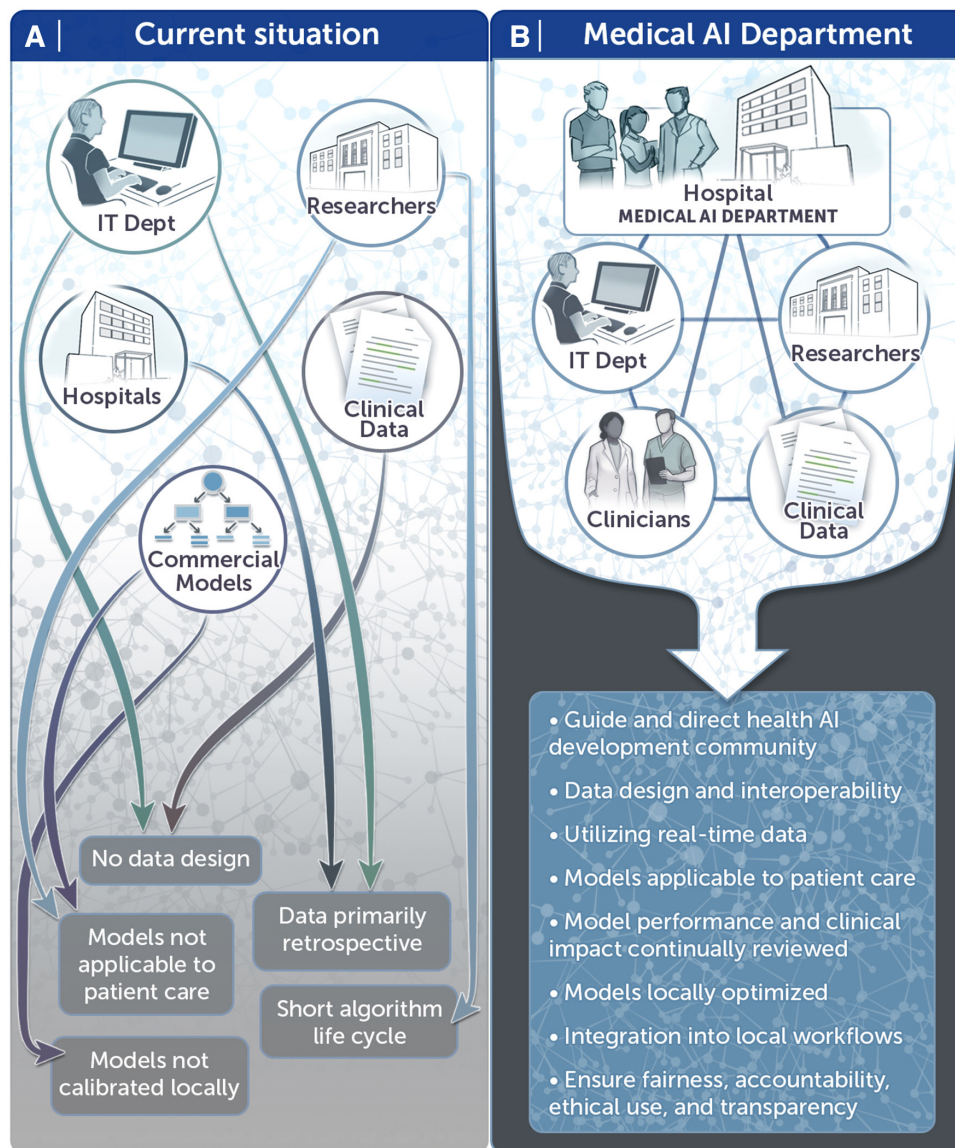 A | Current situation
IT Dept
Researchers
Hospitals
Clinical
Data
Commercial
Models
No data design
Models not
applicable to
patient care
Data primarily
retrospective
Short algorithm
life cycle
Models not
calibrated locally
B | Medical AI Department
Hospital
MEDICAL AI DEPARTMENT
IT Dept
Researchers
Clinicians
Clinical
Data
• Guide and direct health AI
development community
• Data design and interoperability
• Utilizing real-time data
• Models applicable to patient care
• Model performance and clinical
impact continually reviewed
• Models locally optimized
• Integration into local workflows
• Ensure fairness, accountability,
ethical use, and transparency